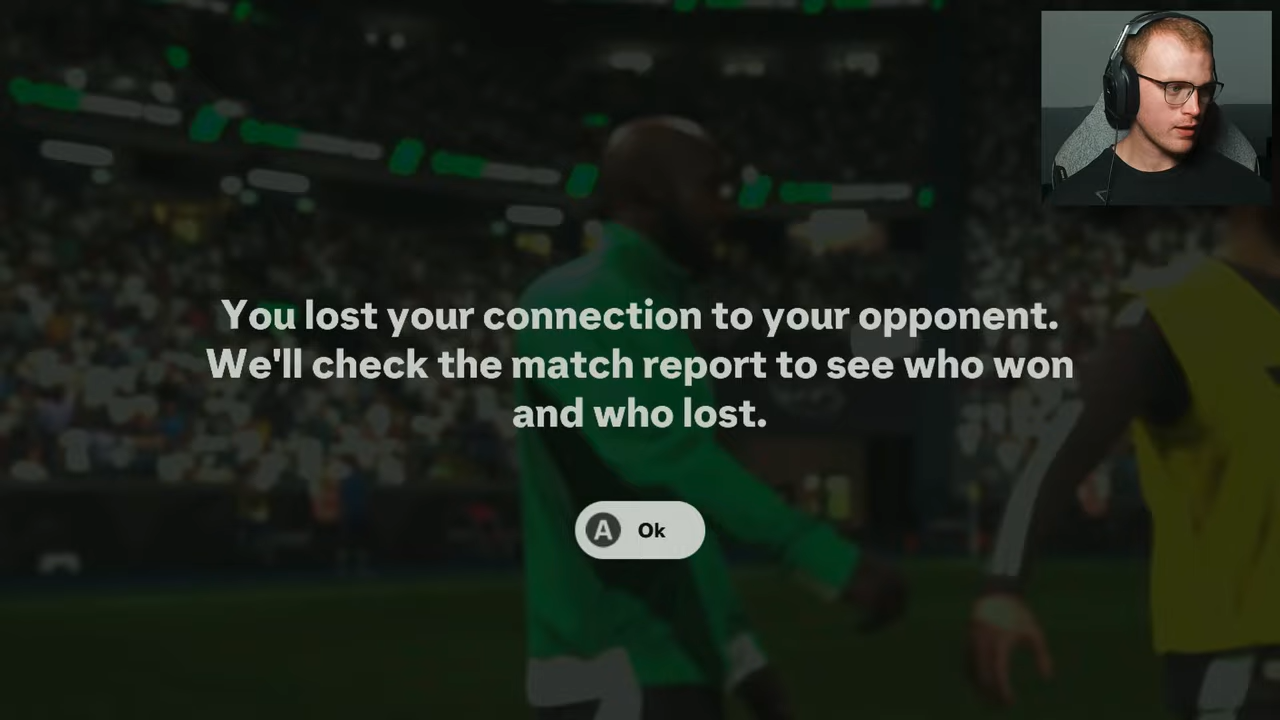 You lost your connection to your opponent.
We'll check the match report to see who won
and who lost.
A Ok